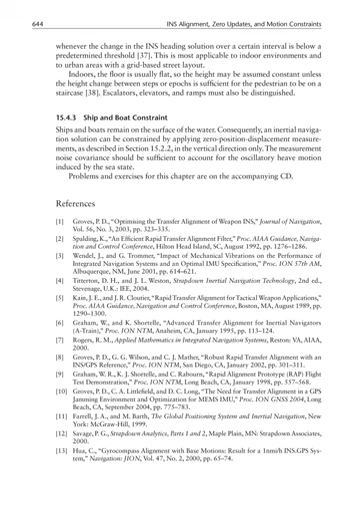 644 INS Alignment, Zero Updates, and Motion Constraints
whenever the change in the INS heading solution over a certain interval is below a
predetermined threshold [37]. This is most applicable to indoor environments and
to urban areas with a grid-based street layout.
Indoors, the floor is usually flat, so the height may be assumed constant unless
the height change between steps or epochs is sufficient for the pedestrian to be on a
staircase [38]. Escalators, elevators, and ramps must also be distinguished.
15.4.3 Ship and Boat Constraint
Ships and boats remain on the surface of the water. Consequently, an inertial naviga-
tion solution can be constrained by applying zero-position-displacement measure-
ments, as described in Section 15.2.2, in the vertical direction only. The measurement
noise covariance should be sufficient to account for the oscillatory heave motion
induced by the sea state.
Problems and exercises for this chapter are on the accompanying CD.
References
[1] Groves, P. D., “Optimising the Transfer Alignment of Weapon INS,” Journal of Navigation,
Vol. 56, No. 3, 2003, pp. 323–335.
[2] Spalding, K., “An Efficient Rapid Transfer Alignment Filter,” Proc. AIAA Guidance, Naviga-
tion and Control Conference, Hilton Head Island, SC, August 1992, pp. 1276–1286.
[3] Wendel, J., and G. Trommer, “Impact of Mechanical Vibrations on the Performance of
Integrated Navigation Systems and an Optimal IMU Specification,” Proc. ION 57th AM,
Albuquerque, NM, June 2001, pp. 614–621.
[4] Titterton, D. H., and J. L. Weston, Strapdown Inertial Navigation Technology, 2nd ed.,
Stevenage, U.K.: IEE, 2004.
[5] Kain, J. E., and J. R. Cloutier, “Rapid Transfer Alignment for Tactical Weapon Applications,”
Proc. AIAA Guidance, Navigation and Control Conference, Boston, MA, August 1989, pp.
1290–1300.
[6] Graham, W., and K. Shortelle, “Advanced Transfer Alignment for Inertial Navigators
(A-Train),” Proc. ION NTM, Anaheim, CA, January 1995, pp. 113–124.
[7] Rogers, R. M., Applied Mathematics in Integrated Navigation Systems, Reston: VA, AIAA,
2000.
[8] Groves, P. D., G. G. Wilson, and C. J. Mather, “Robust Rapid Transfer Alignment with an
INS/GPS Reference,” Proc. ION NTM, San Diego, CA, January 2002, pp. 301–311.
[9] Graham, W. R., K. J. Shortelle, and C. Rabourn, “Rapid Alignment Prototype (RAP) Flight
Test Demonstration,” Proc. ION NTM, Long Beach, CA, January 1998, pp. 557–568.
[10] Groves, P. D., C. A. Littlefield, and D. C. Long, “The Need for Transfer Alignment in a GPS
Jamming Environment and Optimization for MEMS IMU,” Proc. ION GNSS 2004, Long
Beach, CA, September 2004, pp. 775–783.
[11] Farrell, J. A., and M. Barth, The Global Positioning System and Inertial Navigation, New
York: McGraw-Hill, 1999.
[12] Savage, P. G., Strapdown Analytics, Parts 1 and 2, Maple Plain, MN: Strapdown Associates,
2000.
[13] Hua, C., “Gyrocompass Alignment with Base Motions: Result for a 1nmi/h INS.GPS Sys-
tem,” Navigation: JION, Vol. 47, No. 2, 2000, pp. 65–74.